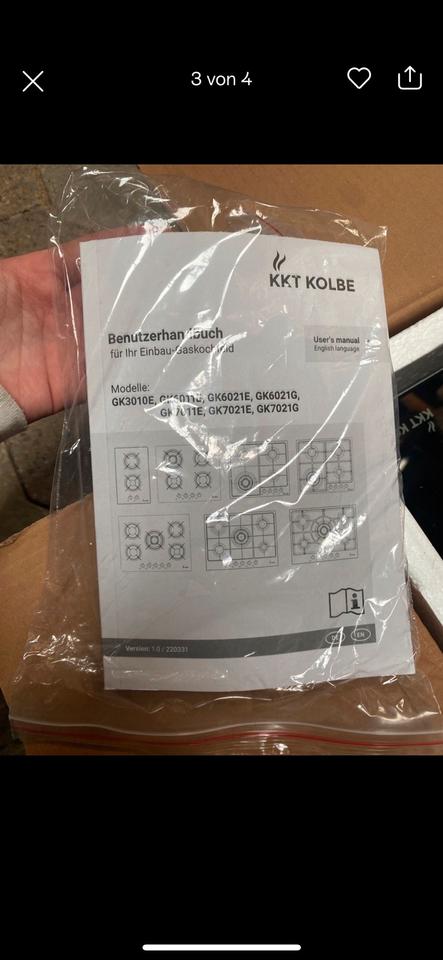 3 von 4
KKT KOLBE
Benutzerhandbuch
für Ihr Einbau-Gaskochfeld
User's manual
English language
Modelle:
GK3010E, GK6011E, GK6021E, GK6021G,
GK7011E, GK7021E, GK7021G
DE EN
Version: 1.0 / 220331
KKT K